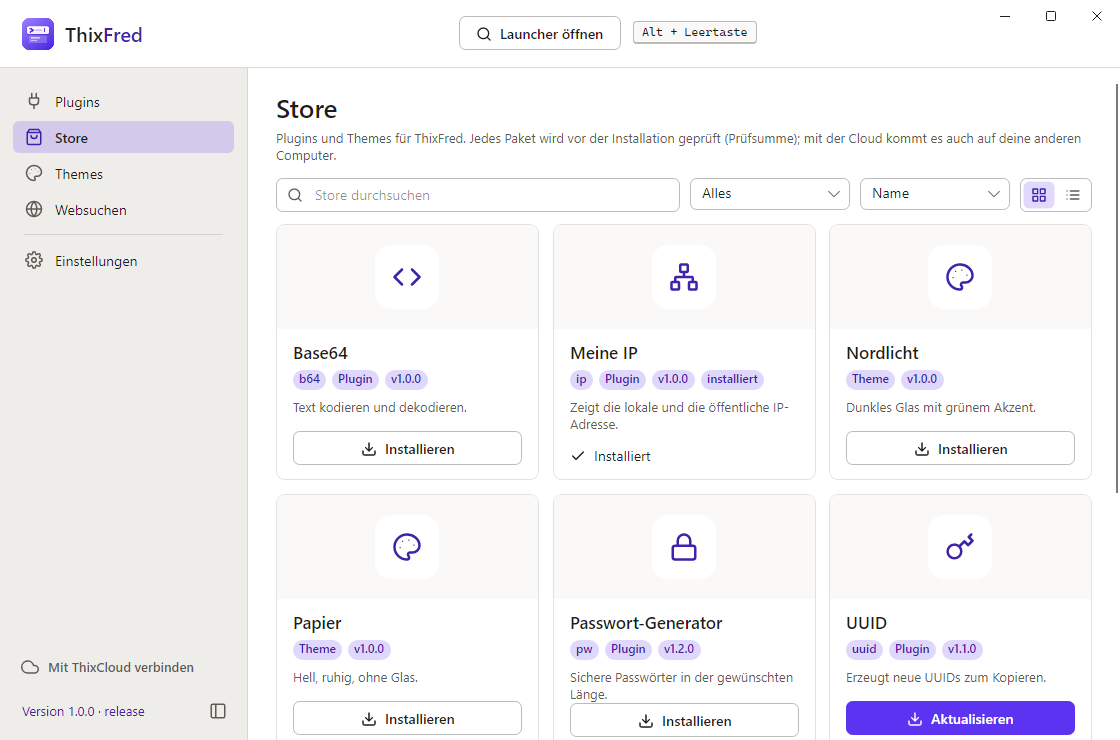 ThixFred
Launcher öffnen
Alt + Leertaste
Plugins
Store
Themes
Websuchen
Einstellungen
Mit ThixCloud verbinden
Version 1.0.0 · release
Store
Plugins und Themes für ThixFred. Jedes Paket wird vor der Installation geprüft (Prüfsumme); mit der Cloud kommt es auch auf deine anderen
Computer.
Store durchsuchen
Alles
Name
Base64
b64 Plugin v1.0.0
Text kodieren und dekodieren.
Installieren
Meine IP
ip Plugin v1.0.0 installiert
Zeigt die lokale und die öffentliche IP-
Adresse.
Installiert
Nordlicht
Theme v1.0.0
Dunkles Glas mit grünem Akzent.
Installieren
Papier
Theme v1.0.0
Hell, ruhig, ohne Glas.
Installieren
Passwort-Generator
pw Plugin v1.2.0
Sichere Passwörter in der gewünschten
Länge.
Installieren
UUID
uuid Plugin v1.1.0
Erzeugt neue UUIDs zum Kopieren.
Aktualisieren